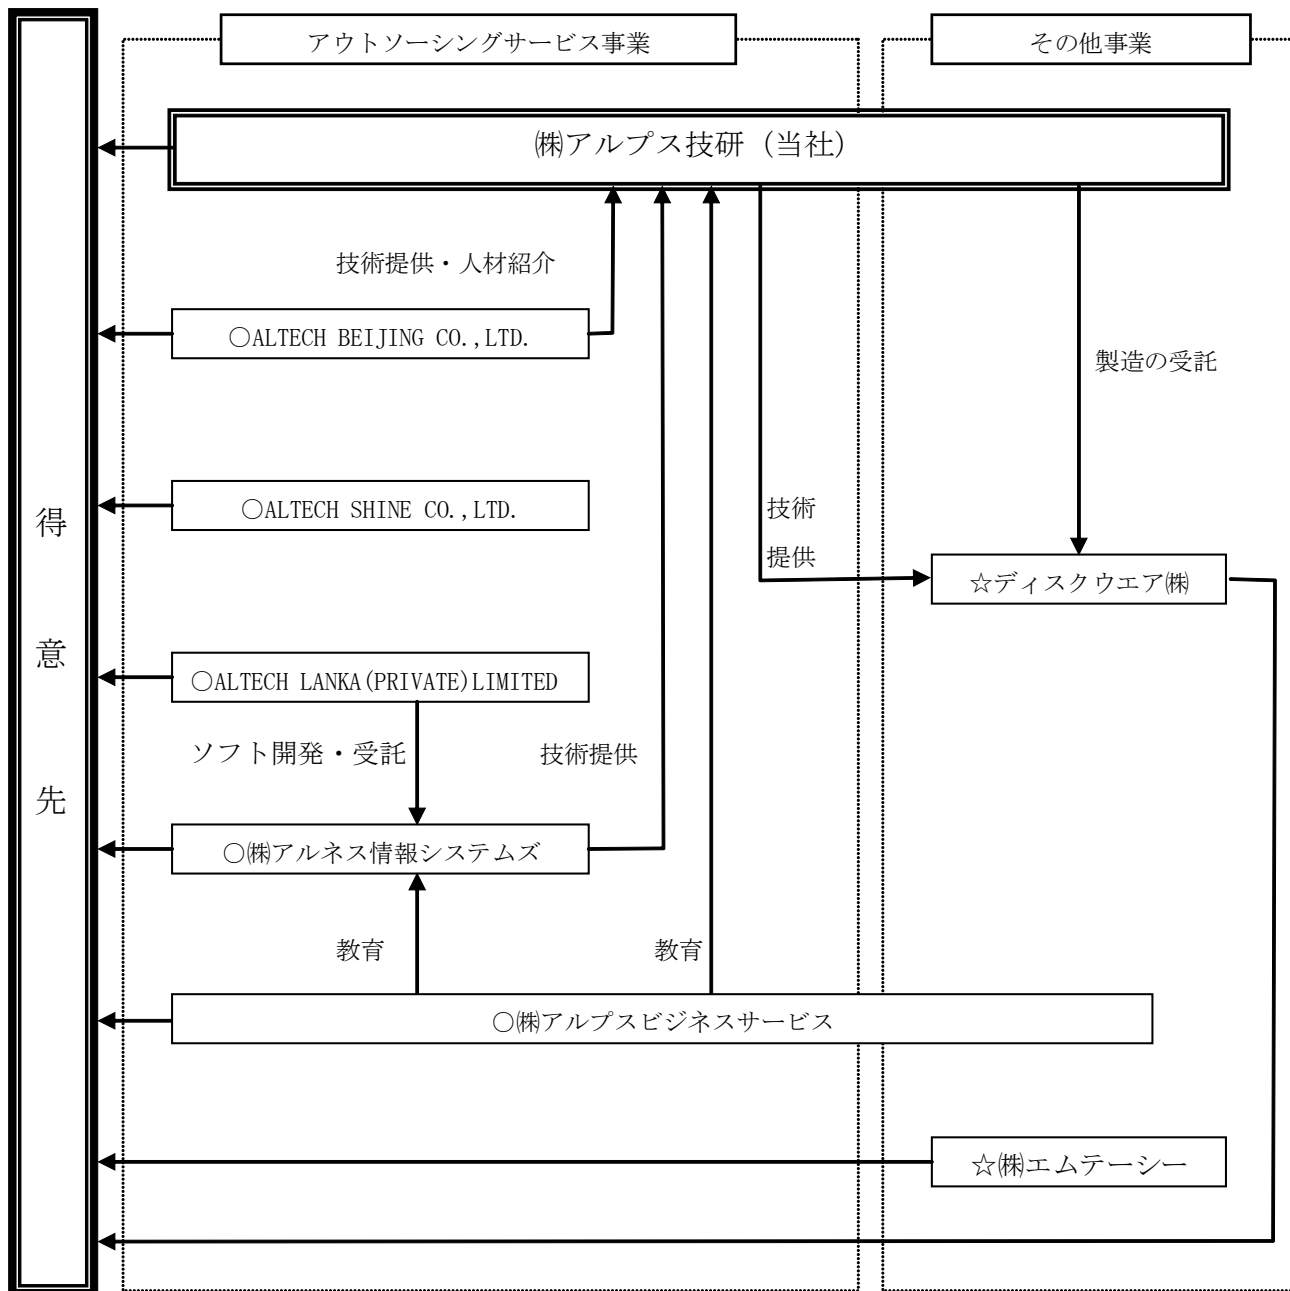 アウトソーシングサービス事業
その他事業
㈱アルプス技研（当社）
技術提供・人材紹介
○ALTECH BEIJING CO.,LTD.
製造の受託
○ALTECH SHINE CO.,LTD.
技術
提供
☆ディスクウエア㈱
得意先
○ALTECH LANKA(PRIVATE)LIMITED
ソフト開発・受託
技術提供
○㈱アルネス情報システムズ
教育
教育
○㈱アルプスビジネスサービス
☆㈱エムテーシー